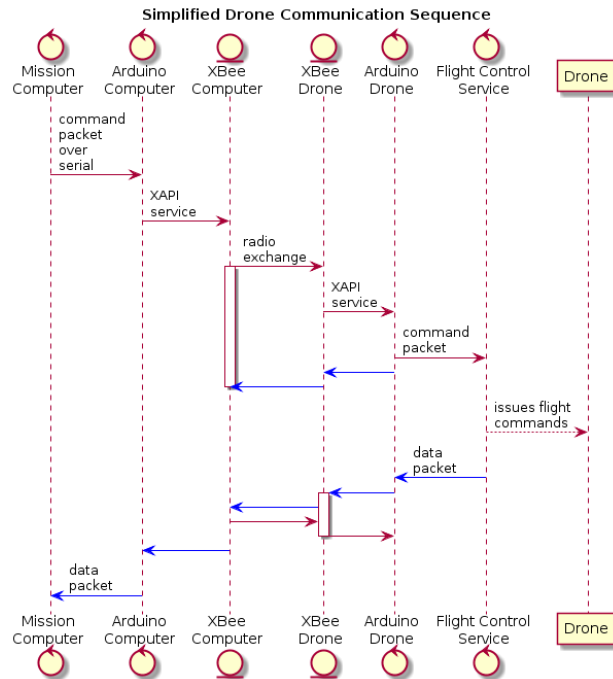 Simplified Drone Communication Sequence
Mission
Computer
Arduino
Computer
XBee
Computer
XBee
Drone
Arduino
Drone
Flight Control
Service
Drone
command
packet
over
serial
XAPI
service
radio
exchange
XAPI
service
command
packet
issues flight
commands
data
packet
data
packet
Mission
Computer
Arduino
Computer
XBee
Computer
XBee
Drone
Arduino
Drone
Flight Control
Service
Drone